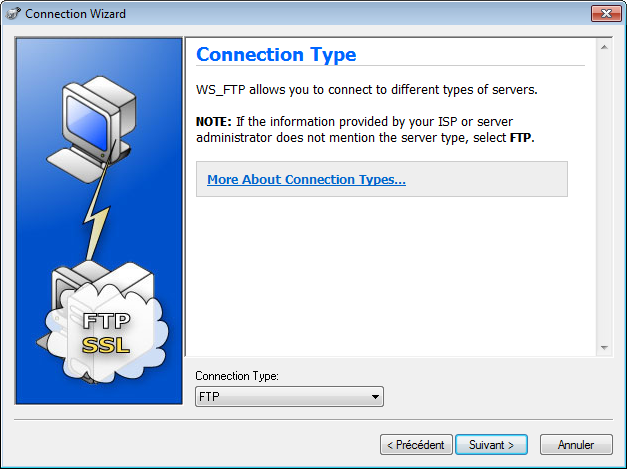 Connection Wizard
Connection Type
WS_FTP allows you to connect to different types of servers.
NOTE: If the information provided by your ISP or server
administrator does not mention the server type, select FTP.
More About Connection Types...
FTP
SSL
Connection Type:
FTP
< Précédent
Suivant >
Annuler